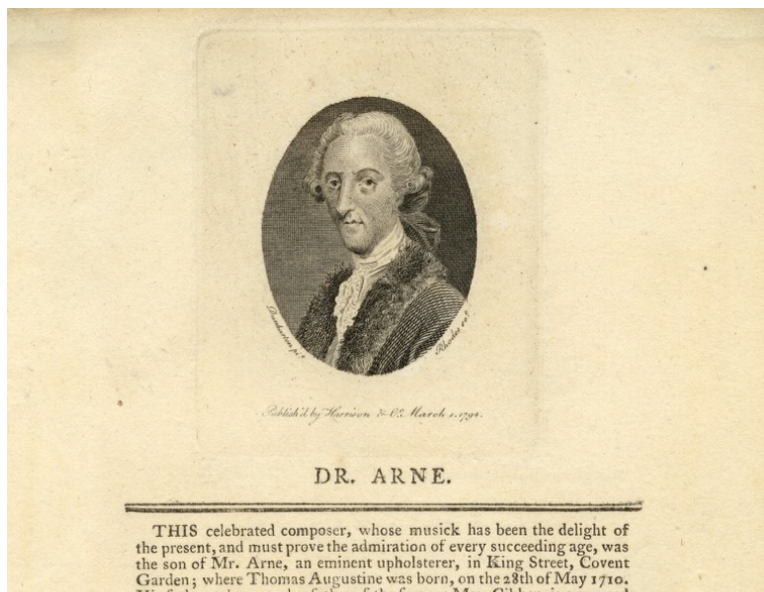 Dunkarton pt.
Rhodes sct.
Publish'd by Harrison & Co. March 1. 1794.
DR. ARNE.
THIS celebrated composer, whose musick has been the delight of
the present, and must prove the admiration of every succeeding age, was
the son of Mr. Arne, an eminent upholsterer, in King Street, Covent
Garden; where Thomas Augustine was born, on the 28th of May 1710.